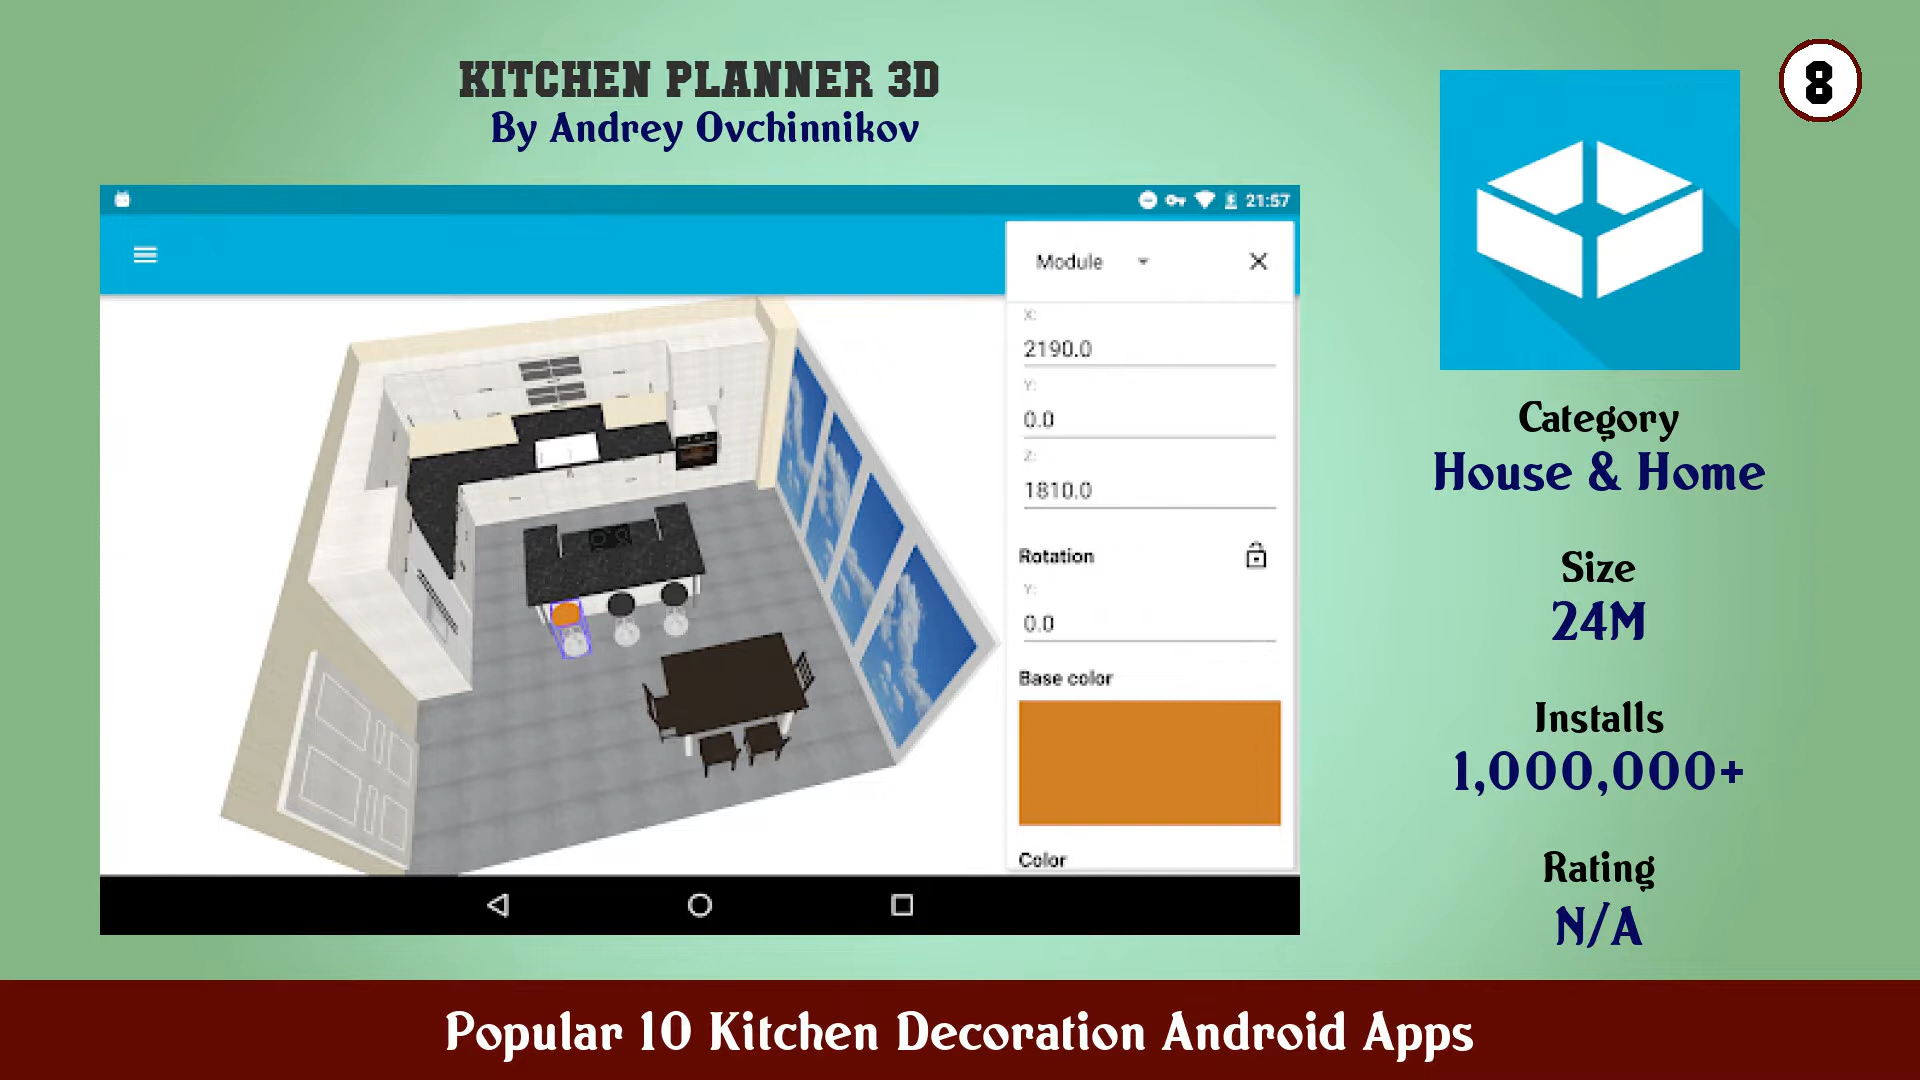 KITCHEN PLANNER 3D
By Andrey Ovchinnikov
8
21:57
Module
X:
2190.0
Y:
0.0
Z:
1810.0
Rotation
Y:
0.0
Base color
Color
Category
House & Home
Size
24M
Installs
1,000,000+
Rating
N/A
Popular 10 Kitchen Decoration Android Apps